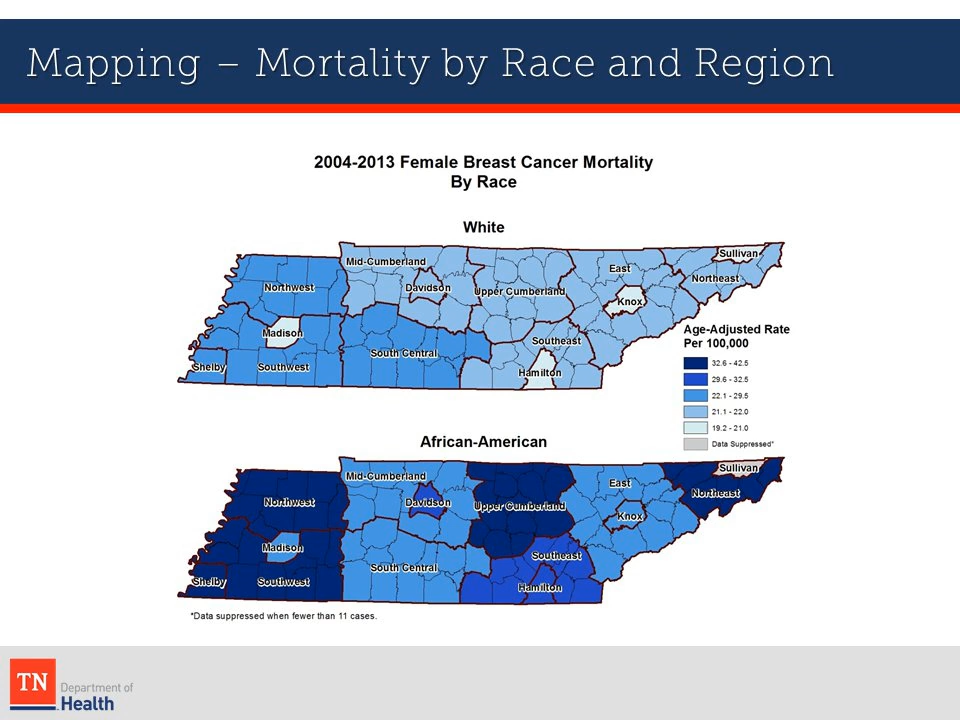 Mapping – Mortality by Race and Region
2004-2013 Female Breast Cancer Mortality
By Race
White
Mid-Cumberland
Sullivan
East
Northeast
Northwest
Davidson
Upper Cumberland
Knox
Madison
Southeast
South Central
Shelby
Southwest
Hamilton
Age-Adjusted Rate
Per 100,000
32.6 - 42.5
29.6 - 32.5
22.1 - 29.5
21.1 - 22.0
19.2 - 21.0
Data Suppressed*
African-American
Mid-Cumberland
Sullivan
East
Northeast
Northwest
Davidson
Upper Cumberland
Knox
Madison
Southeast
South Central
Shelby
Southwest
Hamilton
*Data suppressed when fewer than 11 cases.
TN
Department of
Health